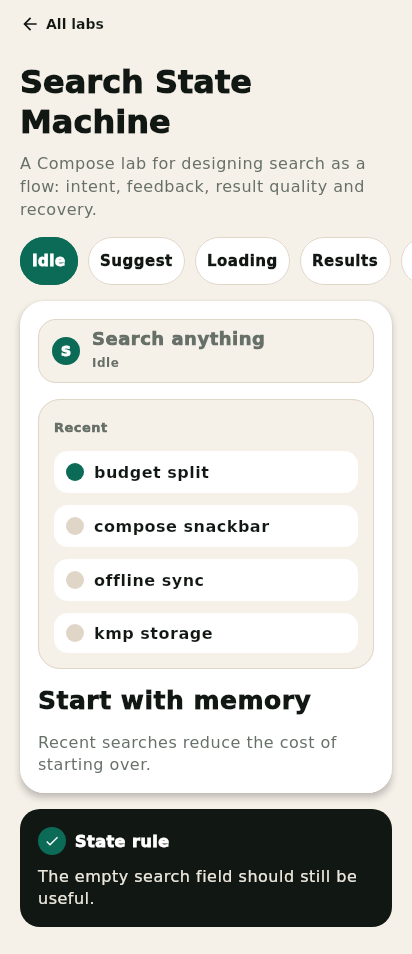 All labs
Search State
Machine
A Compose lab for designing search as a
flow: intent, feedback, result quality and
recovery.
Idle
Suggest
Loading
Results
S
Search anything
Idle
Recent
budget split
compose snackbar
offline sync
kmp storage
Start with memory
Recent searches reduce the cost of
starting over.
State rule
The empty search field should still be
useful.